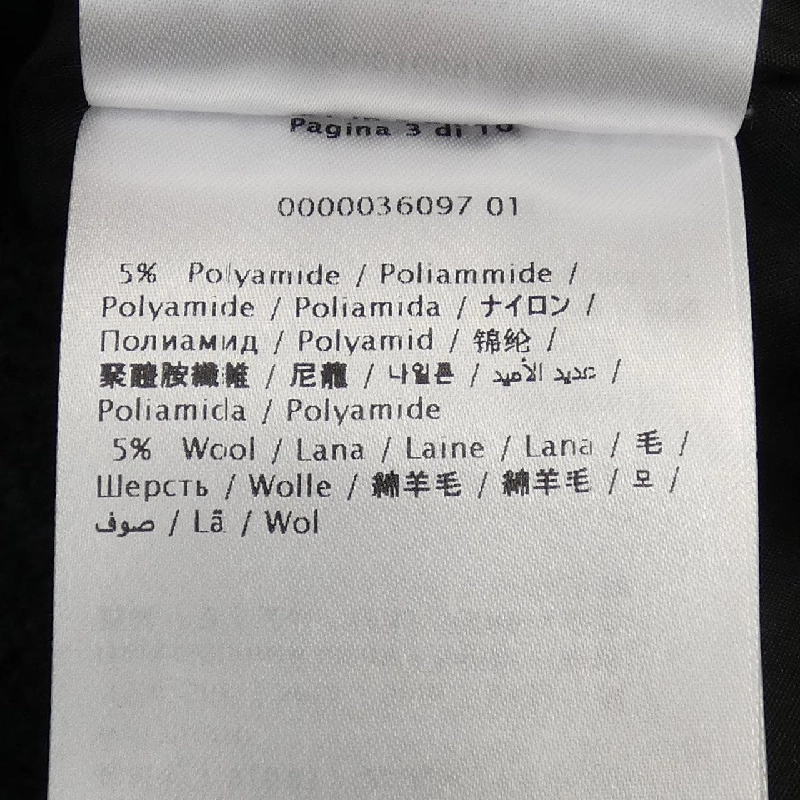 Pagina 3 di 10
0000036097 01
5% Polyamide / Poliammide /
Polyamide / Poliamida / ナイロン /
Полиамид / Polyamid / 锦纶 /
聚醯胺纖維 / 尼龍 / 나일론 / عديد الأميد /
Poliamida / Polyamide
5% Wool / Lana / Laine / Lana / 毛 /
Шерсть / Wolle / 綿羊毛 / 綿羊毛 / 모 /
صوف / Lã / Wol